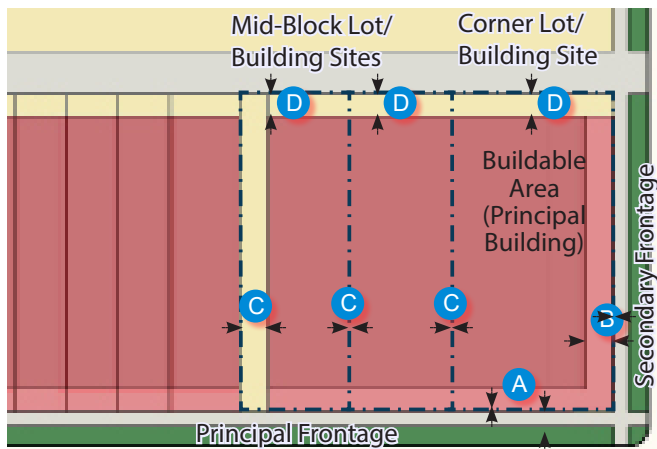 Mid-Block Lot/
Building Sites
Corner Lot/
Building Site
D
D
D
Buildable
Area
(Principal
Building)
Secondary Frontage
C
C
C
B
A
Principal Frontage